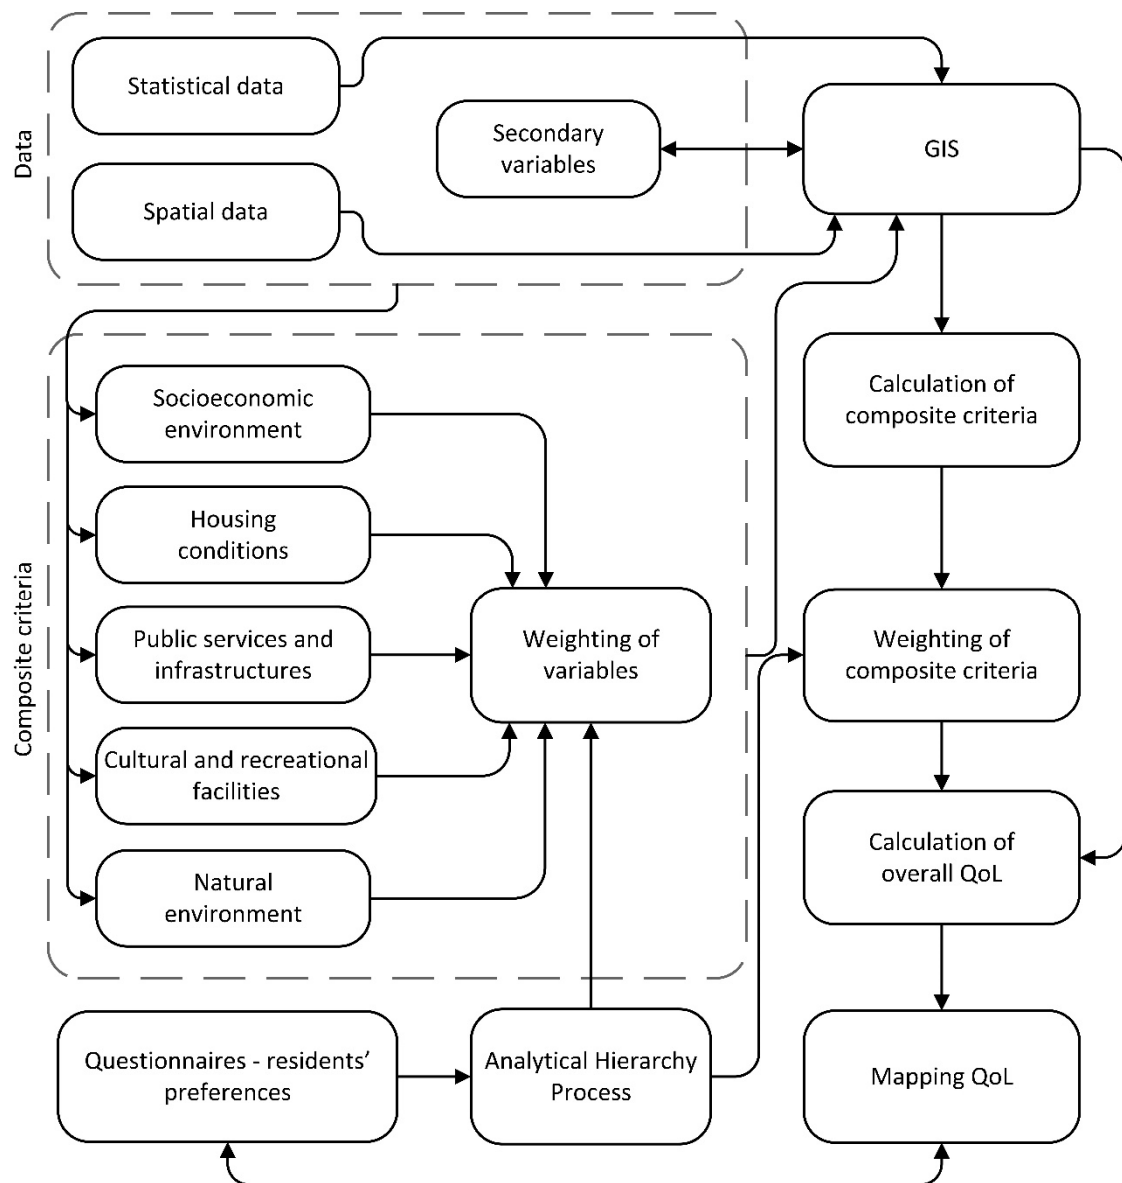 Data
Statistical data
Spatial data
Secondary
variables
GIS
Composite criteria
Socioeconomic
environment
Housing
conditions
Public services and
infrastructures
Cultural and recreational
facilities
Natural
environment
Weighting of
variables
Calculation of
composite criteria
Weighting of
composite criteria
Calculation of
overall QoL
Questionnaires - residents’
preferences
Analytical Hierarchy
Process
Mapping QoL